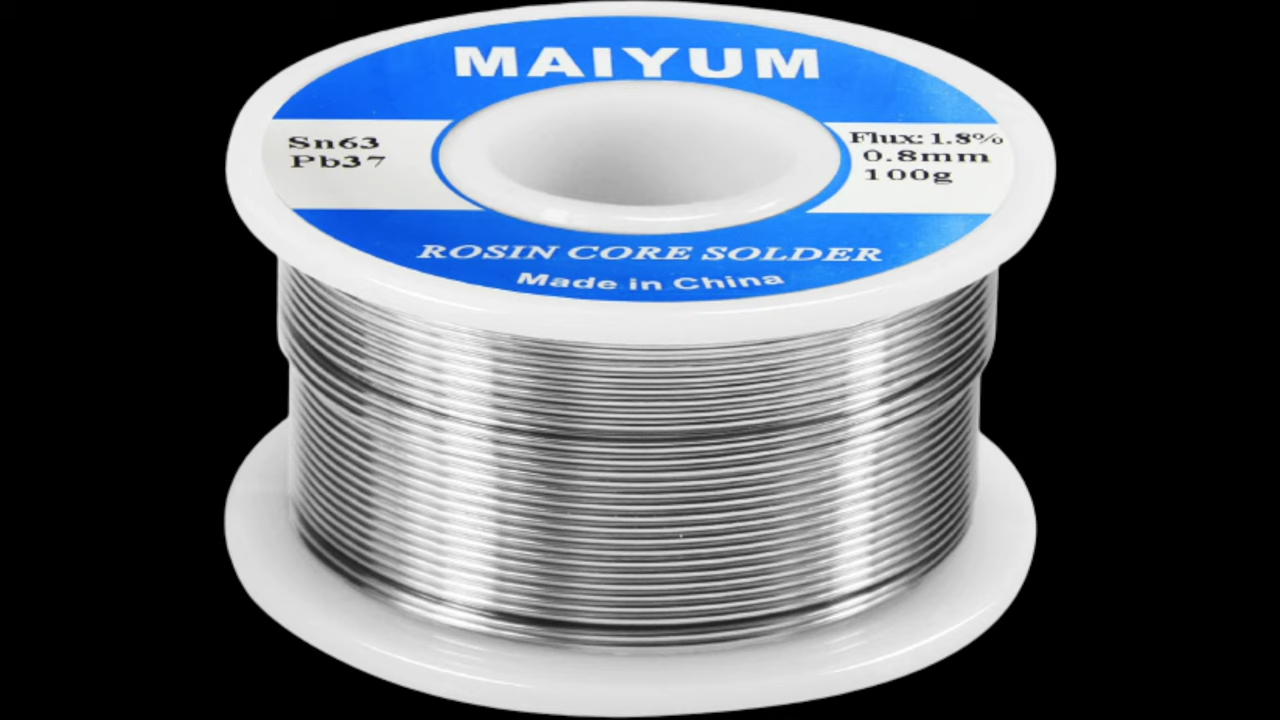 MAIYUM
Sn63
Pb37
Flux: 1.8%
0.8mm
100g
ROSIN CORE SOLDER
Made in China